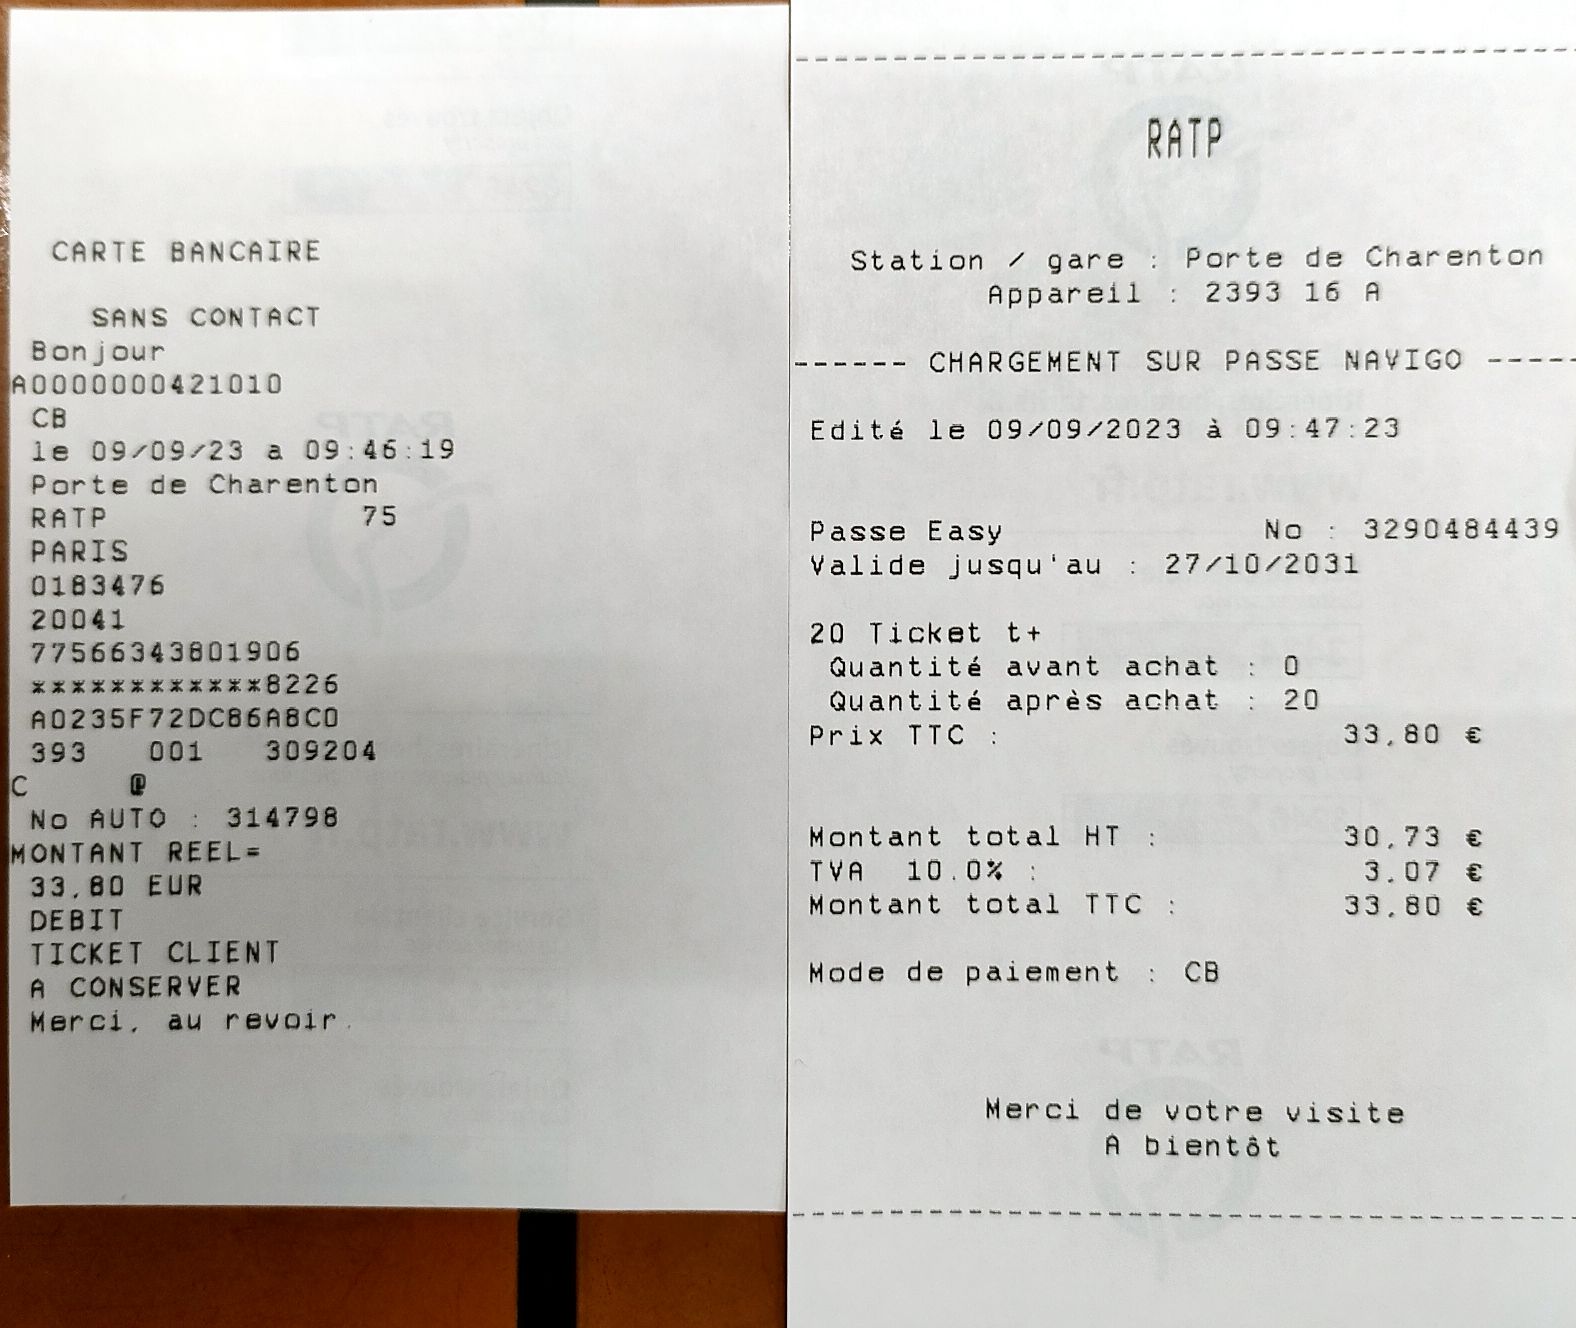 CARTE BANCAIRE
SANS CONTACT
Bonjour
A0000000421010
CB
le 09/09/23 a 09:46:19
Porte de Charenton
RATP 75
PARIS
0183476
20041
77566343801906
************8226
A0235F72DC86A8C0
393 001 309204
C @
No AUTO : 314798
MONTANT REEL=
33,80 EUR
DEBIT
TICKET CLIENT
A CONSERVER
Merci, au revoir.
RATP
Station / gare : Porte de Charenton
Appareil : 2393 16 A
------ CHARGEMENT SUR PASSE NAVIGO -----
Edité le 09/09/2023 à 09:47:23
Passe Easy No : 3290484439
Valide jusqu'au : 27/10/2031
20 Ticket t+
Quantité avant achat : 0
Quantité après achat : 20
Prix TTC : 33,80 €
Montant total HT : 30,73 €
TVA 10.0% : 3,07 €
Montant total TTC : 33,80 €
Mode de paiement : CB
Merci de votre visite
A bientôt